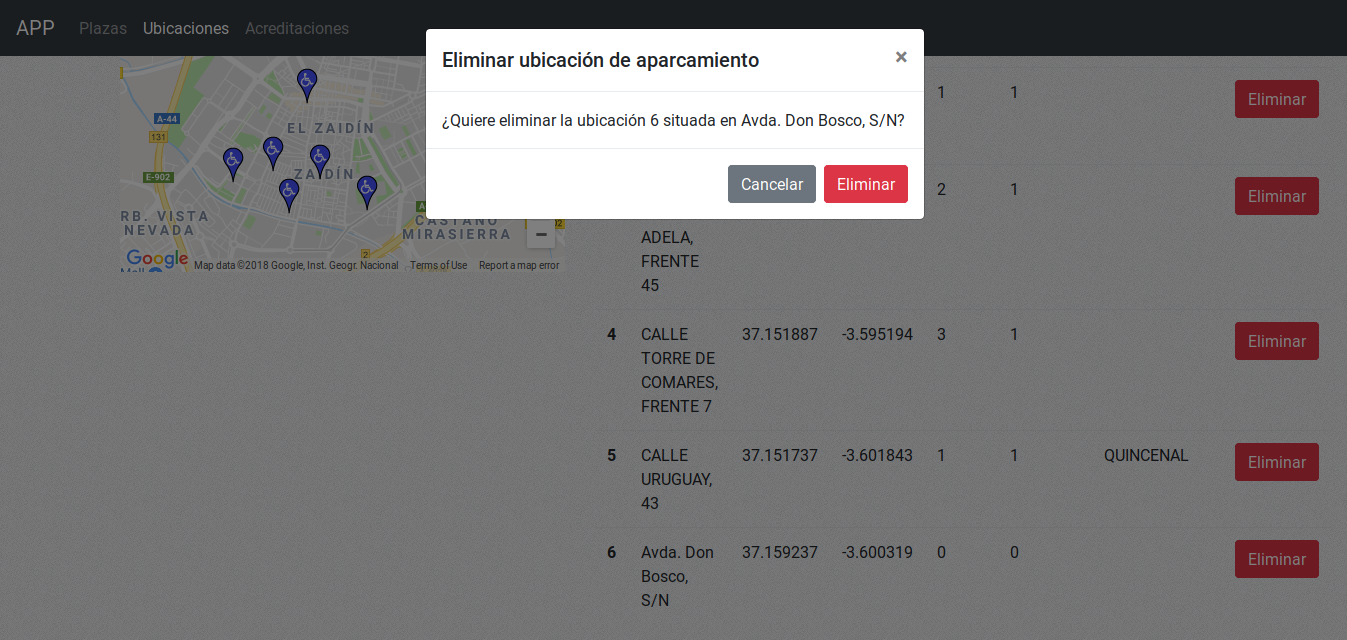 APP Plazas Ubicaciones Acreditaciones
Eliminar ubicación de aparcamiento ×
¿Quiere eliminar la ubicación 6 situada en Avda. Don Bosco, S/N?
Cancelar Eliminar
A-44
131
EL ZAIDÍN
ZAIDÍN
E-902
RB. VISTA
NEVADA
CASTAÑO
MIRASIERRA
2
Google
Map data ©2018 Google, Inst. Geogr. Nacional Terms of Use Report a map error
1 1 Eliminar
2 1 Eliminar
ADELA,
FRENTE
45
4 CALLE 37.151887 -3.595194 3 1 Eliminar
TORRE DE
COMARES,
FRENTE 7
5 CALLE 37.151737 -3.601843 1 1 QUINCENAL Eliminar
URUGUAY,
43
6 Avda. Don 37.159237 -3.600319 0 0 Eliminar
Bosco,
S/N